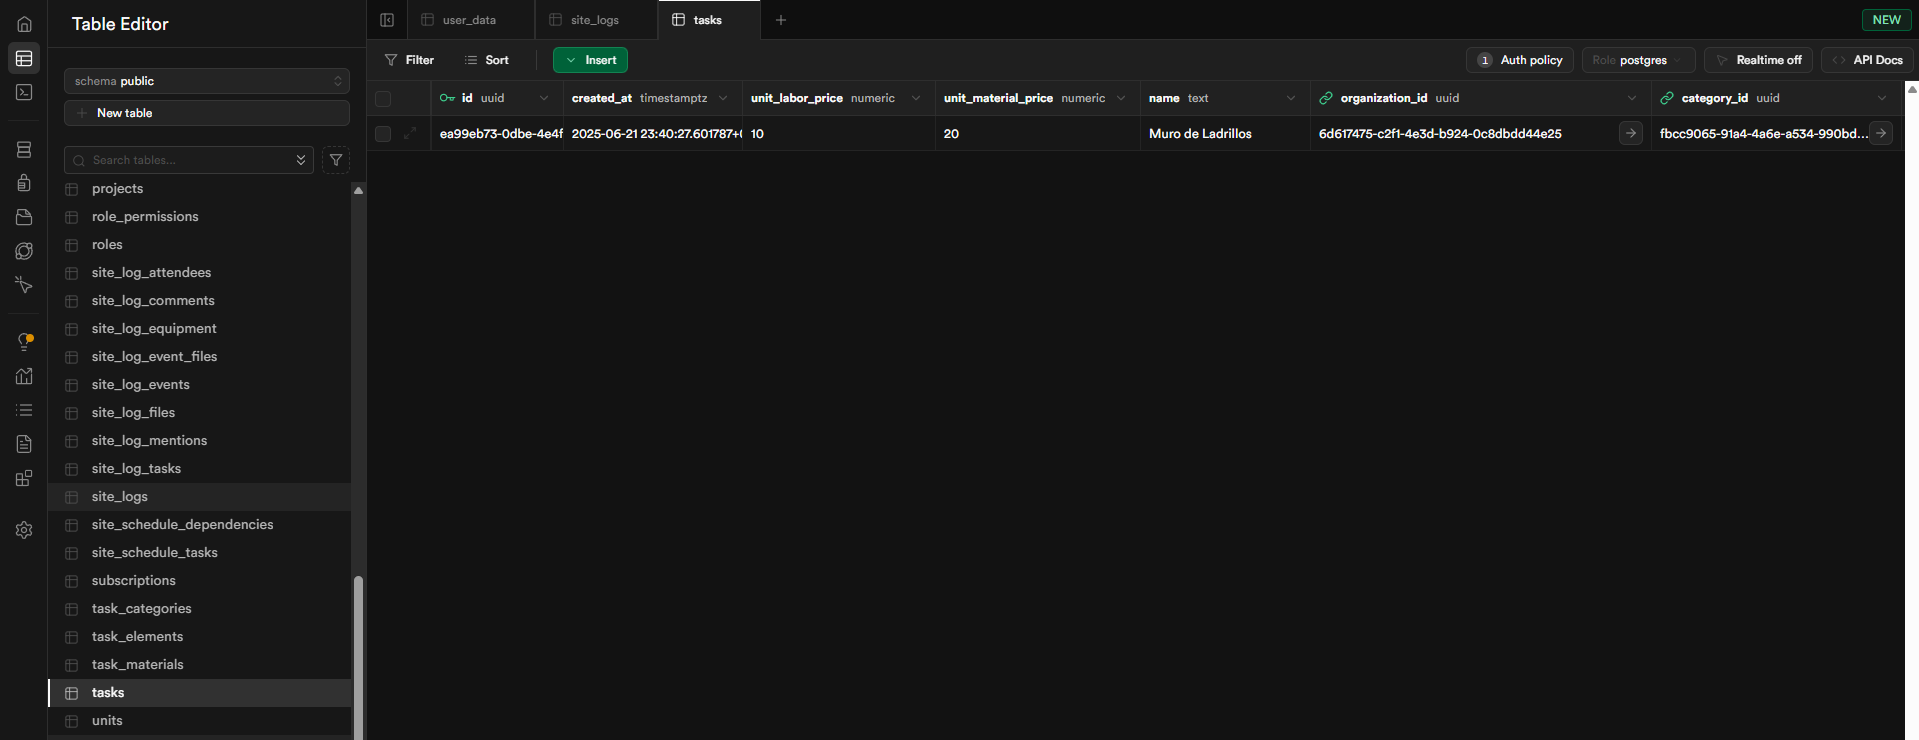 Table Editor
user_data
site_logs
tasks
NEW
schema public
New table
Search tables...
projects
role_permissions
roles
site_log_attendees
site_log_comments
site_log_equipment
site_log_event_files
site_log_events
site_log_files
site_log_mentions
site_log_tasks
site_logs
site_schedule_dependencies
site_schedule_tasks
subscriptions
task_categories
task_elements
task_materials
tasks
units
Filter
Sort
Insert
1 Auth policy
Role postgres
Realtime off
API Docs
id uuid
created_at timestamptz
unit_labor_price numeric
unit_material_price numeric
name text
organization_id uuid
category_id uuid
ea99eb73-0dbe-4e4f
2025-06-21 23:40:27.601787+
10
20
Muro de Ladrillos
6d617475-c2f1-4e3d-b924-0c8dbdd44e25
fbcc9065-91a4-4a6e-a534-990bd...